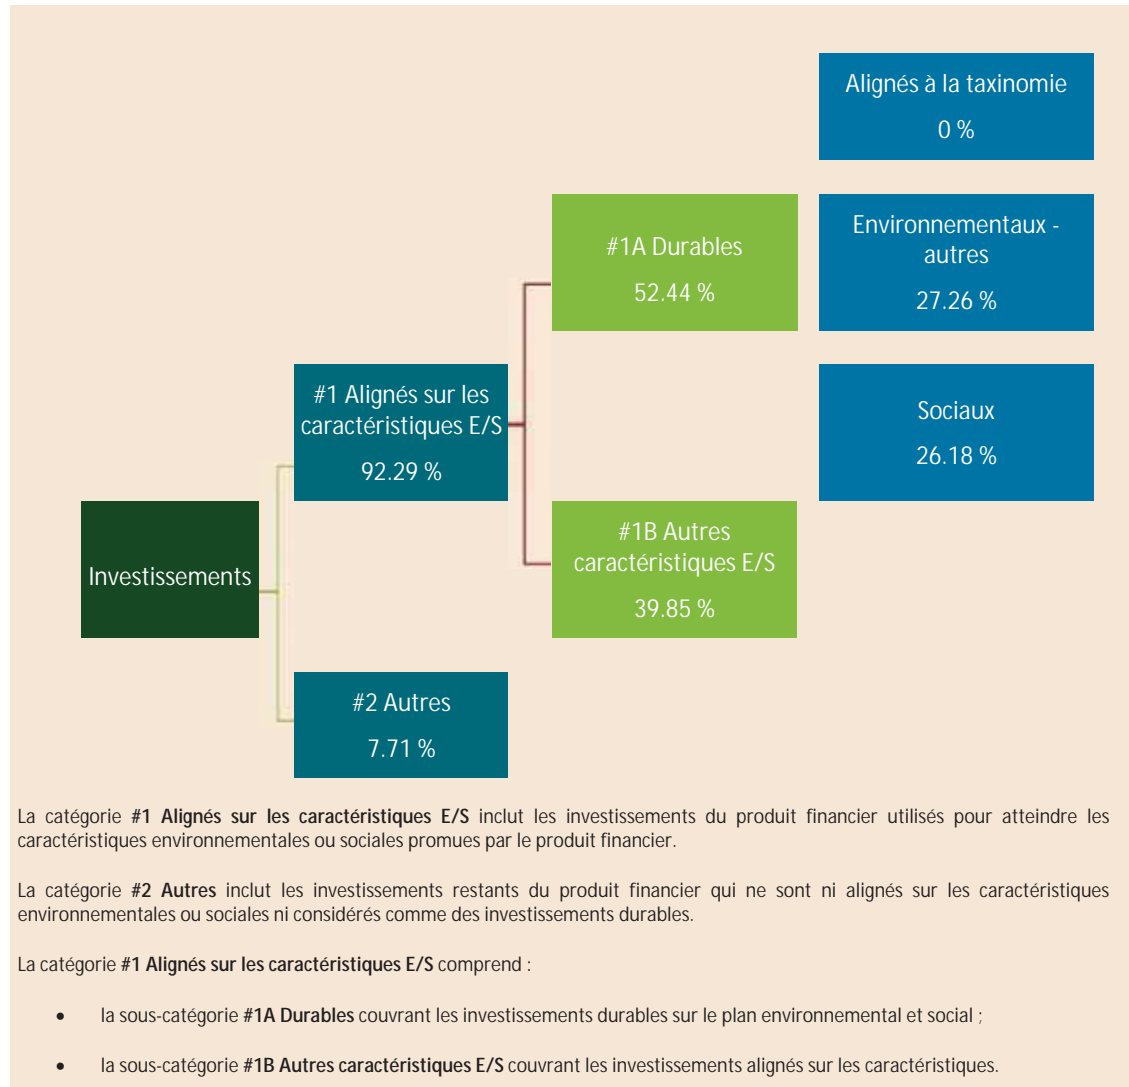 Alignés à la taxinomie
0 %
#1A Durables
52.44 %
Environnementaux -
autres
27.26 %
#1 Alignés sur les
caractéristiques E/S
92.29 %
Sociaux
26.18 %
Investissements
#1B Autres
caractéristiques E/S
39.85 %
#2 Autres
7.71 %
La catégorie #1 Alignés sur les caractéristiques E/S inclut les investissements du produit financier utilisés pour atteindre les
caractéristiques environnementales ou sociales promues par le produit financier.
La catégorie #2 Autres inclut les investissements restants du produit financier qui ne sont ni alignés sur les caractéristiques
environnementales ou sociales ni considérés comme des investissements durables.
La catégorie #1 Alignés sur les caractéristiques E/S comprend :
• la sous-catégorie #1A Durables couvrant les investissements durables sur le plan environnemental et social ;
• la sous-catégorie #1B Autres caractéristiques E/S couvrant les investissements alignés sur les caractéristiques.